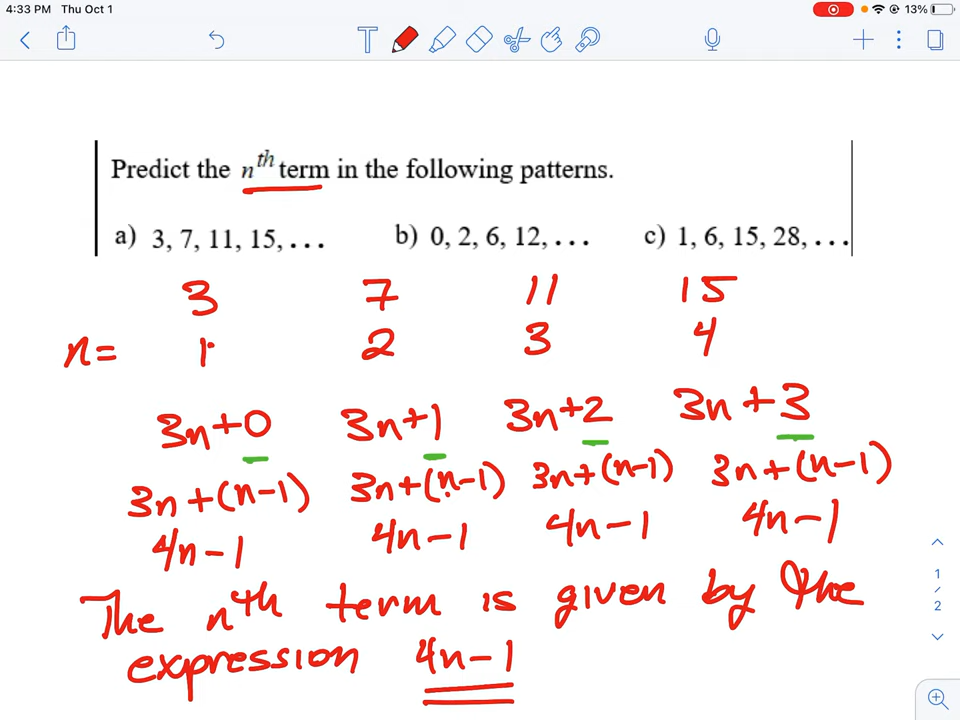 4:33 PM Thu Oct 1 13%
T
Predict the nth term in the following patterns.
a) 3, 7, 11, 15, ... b) 0, 2, 6, 12, ... c) 1, 6, 15, 28, ...
3 7 11 15
n= 1 2 3 4
3n+0 3n+1 3n+2 3n+3
3n+(n-1) 3n+(n-1) 3n+(n-1) 3n+(n-1)
4n-1 4n-1 4n-1 4n-1
The nth term is given by the
expression 4n-1
1
/
2